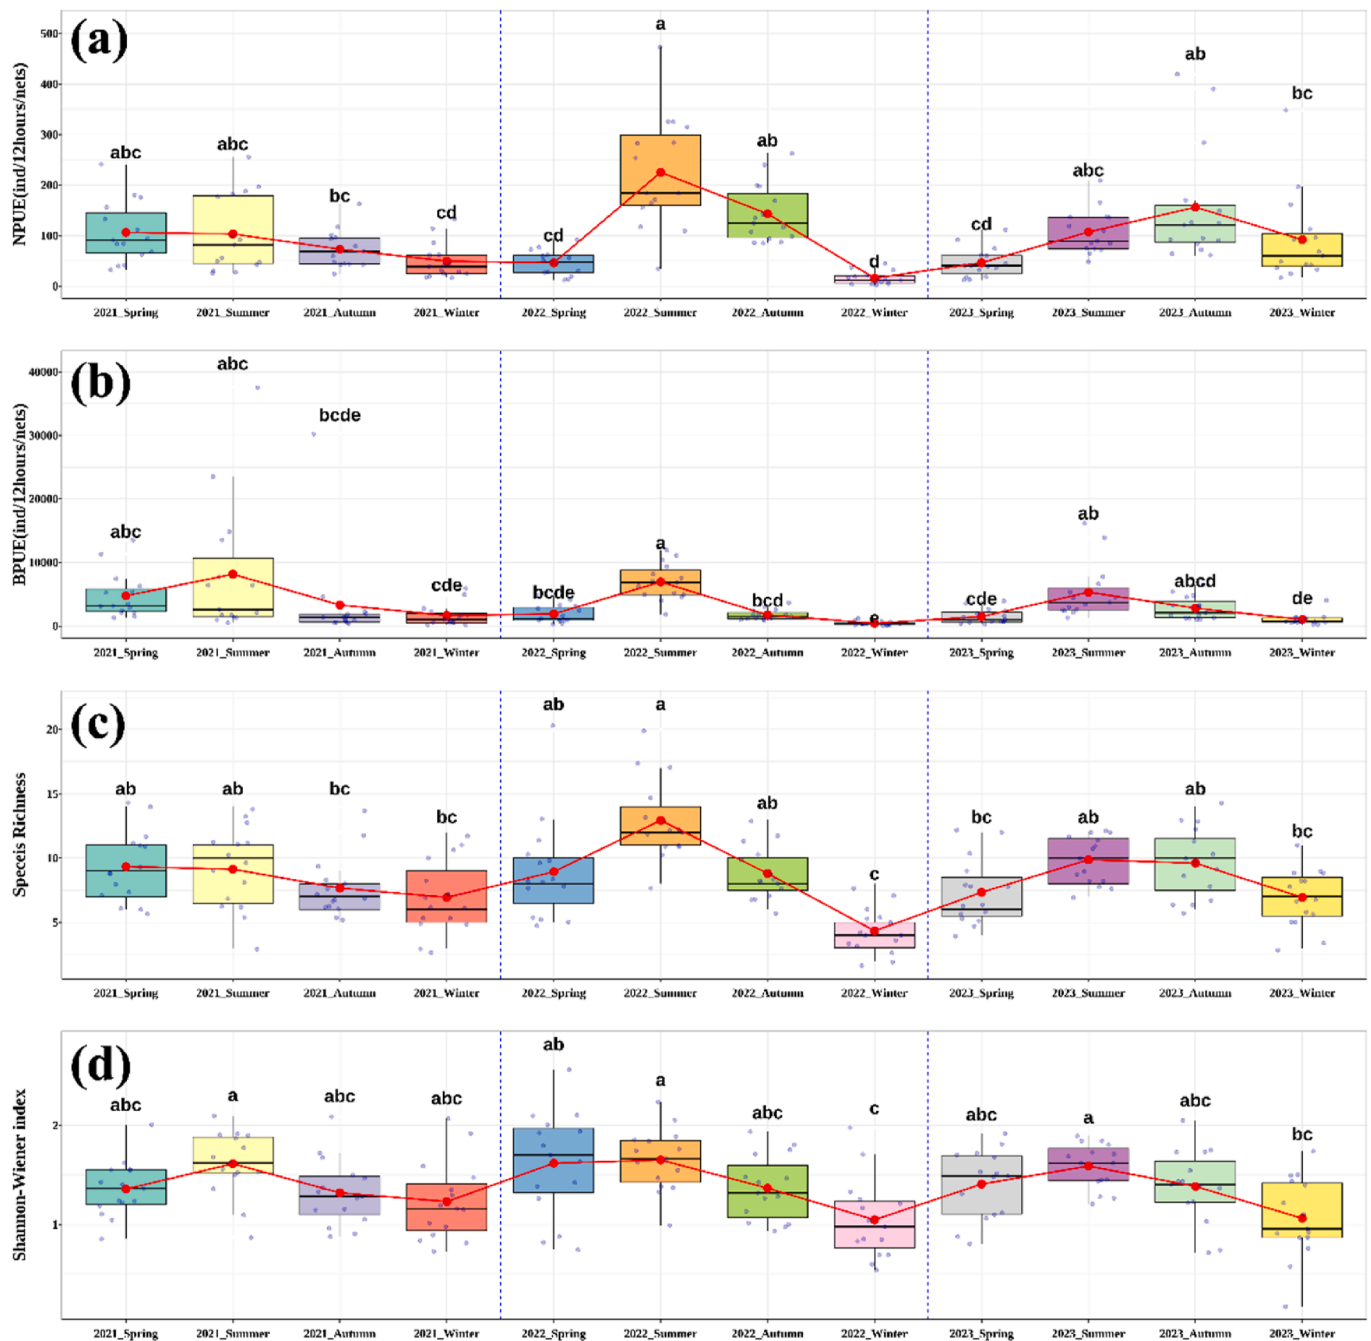 (a)
NPUE(ind/12hours/nets)
500
400
300
200
100
0
abc
abc
bc
cd
cd
a
ab
d
cd
abc
ab
bc
2021_Spring 2021_Summer 2021_Autumn 2021_Winter 2022_Spring 2022_Summer 2022_Autumn 2022_Winter 2023_Spring 2023_Summer 2023_Autumn 2023_Winter
(b)
BPUE(ind/12hours/nets)
40000
30000
20000
10000
0
abc
abc
bcde
cde
bcde
a
bcd
e
cde
ab
abcd
de
2021_Spring 2021_Summer 2021_Autumn 2021_Winter 2022_Spring 2022_Summer 2022_Autumn 2022_Winter 2023_Spring 2023_Summer 2023_Autumn 2023_Winter
(c)
Speceis Richness
20
15
10
5
ab
ab
bc
bc
ab
a
ab
c
bc
ab
ab
bc
2021_Spring 2021_Summer 2021_Autumn 2021_Winter 2022_Spring 2022_Summer 2022_Autumn 2022_Winter 2023_Spring 2023_Summer 2023_Autumn 2023_Winter
(d)
Shannon-Wiener index
2
1
abc
a
abc
abc
ab
a
abc
c
abc
a
abc
bc
2021_Spring 2021_Summer 2021_Autumn 2021_Winter 2022_Spring 2022_Summer 2022_Autumn 2022_Winter 2023_Spring 2023_Summer 2023_Autumn 2023_Winter